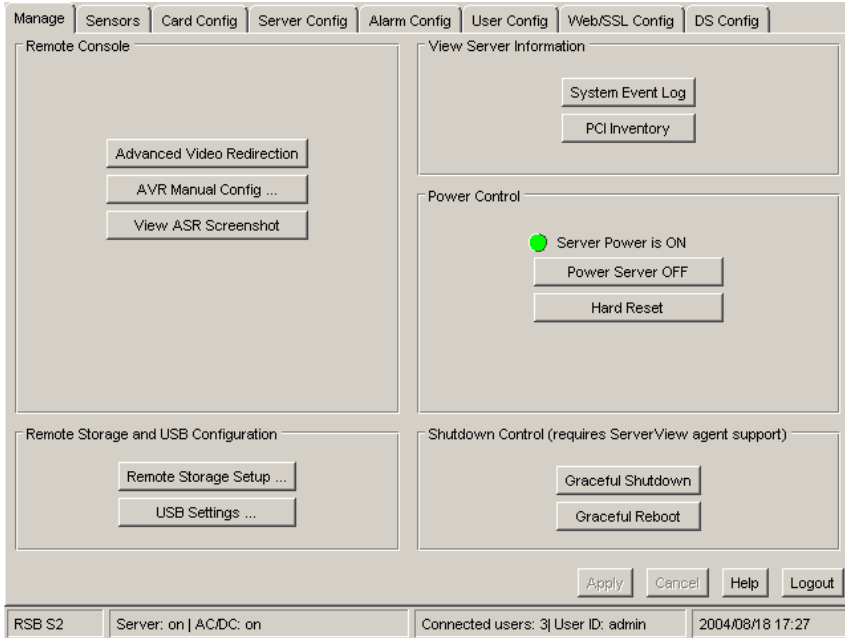 Manage Sensors Card Config Server Config Alarm Config User Config Web/SSL Config DS Config
Remote Console
Advanced Video Redirection
AVR Manual Config ...
View ASR Screenshot
View Server Information
System Event Log
PCI Inventory
Power Control
Server Power is ON
Power Server OFF
Hard Reset
Remote Storage and USB Configuration
Remote Storage Setup ...
USB Settings ...
Shutdown Control (requires ServerView agent support)
Graceful Shutdown
Graceful Reboot
Apply Cancel Help Logout
RSB S2 Server: on | AC/DC: on Connected users: 3| User ID: admin 2004/08/18 17:27